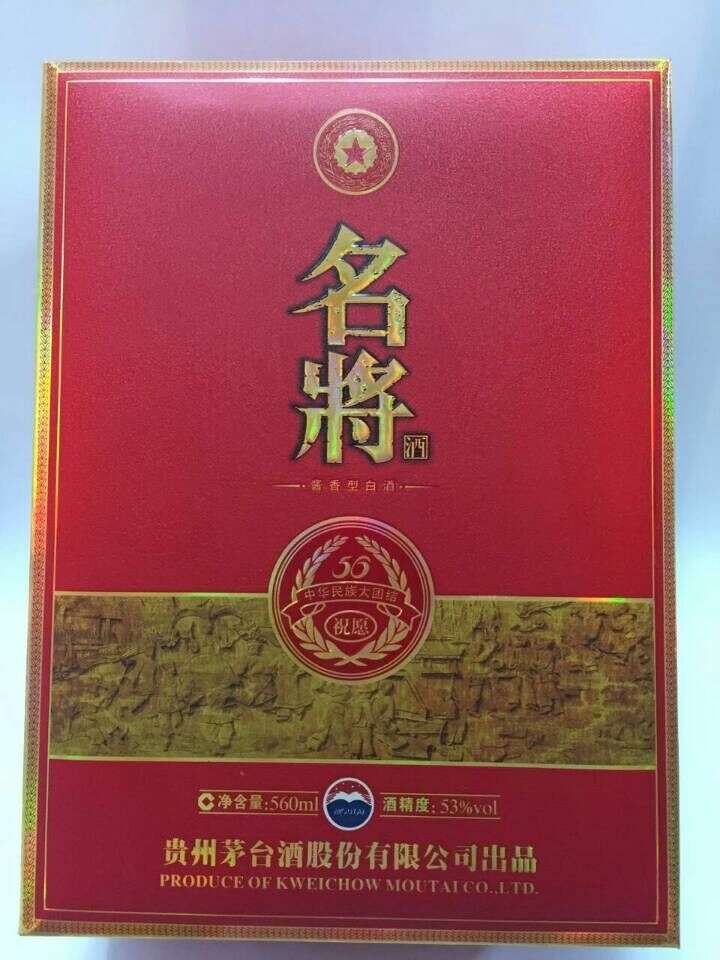 名
將
酒
酱香型白酒
56
中华民族大团结
祝愿
C净含量:560ml
MOUTAI
酒精度:53%vol
贵州茅台酒股份有限公司出品
PRODUCE OF KWEICHOW MOUTAI CO.,LTD.